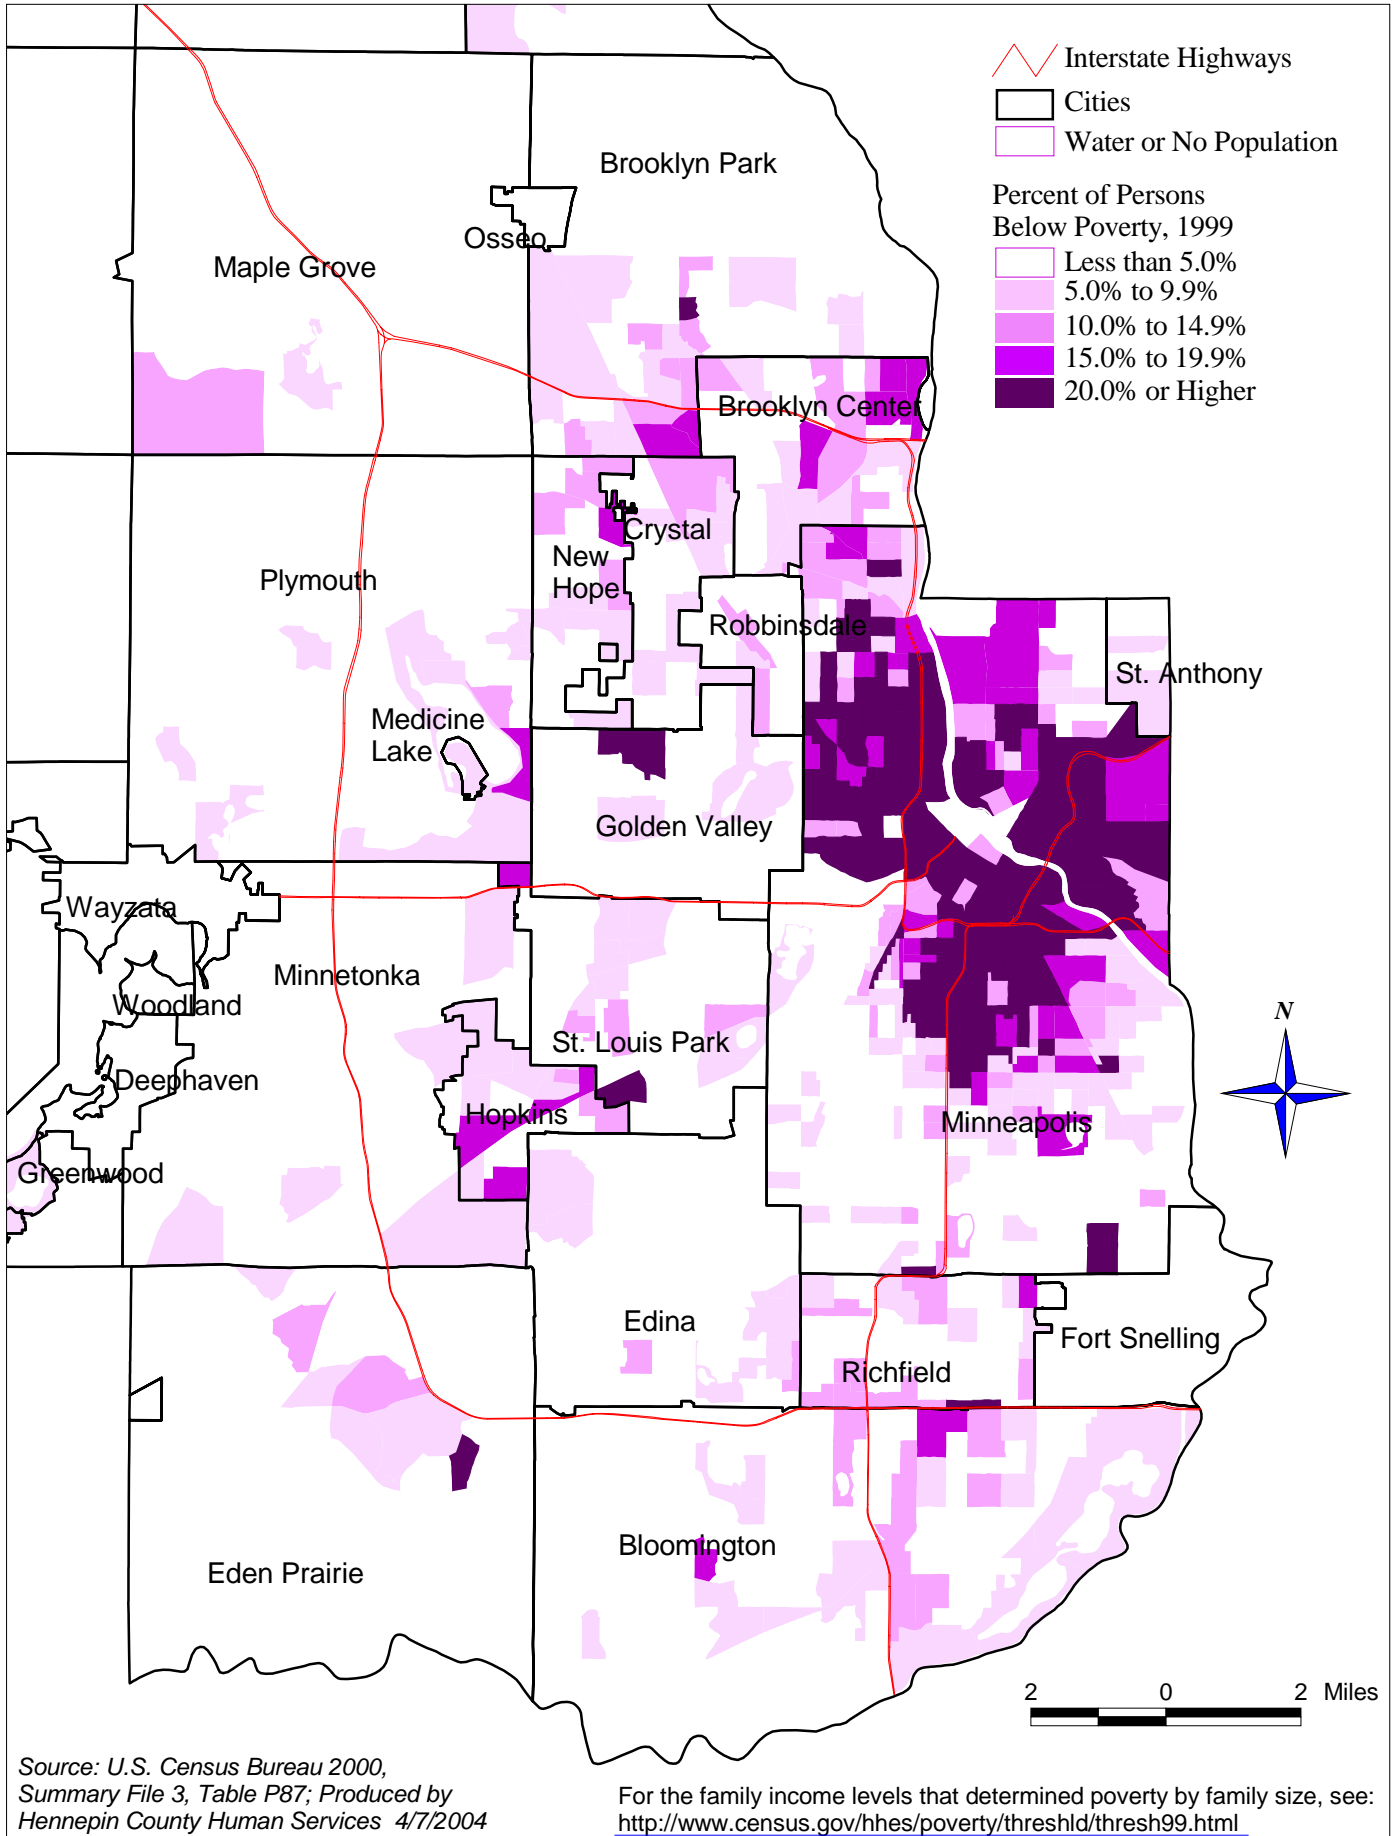 Interstate Highways
Cities
Water or No Population
Percent of Persons
Below Poverty, 1999
Less than 5.0%
5.0% to 9.9%
10.0% to 14.9%
15.0% to 19.9%
20.0% or Higher
Brooklyn Park
Osseo
Maple Grove
Brooklyn Center
Crystal
New
Hope
Plymouth
Robbinsdale
St. Anthony
Medicine
Lake
Golden Valley
Wayzata
Minnetonka
Woodland
St. Louis Park
Deephaven
Hopkins
Minneapolis
Greenwood
N
Edina
Fort Snelling
Richfield
Bloomington
Eden Prairie
2 0 2 Miles
Source: U.S. Census Bureau 2000,
Summary File 3, Table P87; Produced by
Hennepin County Human Services 4/7/2004
For the family income levels that determined poverty by family size, see:
http://www.census.gov/hhes/poverty/threshld/thresh99.html